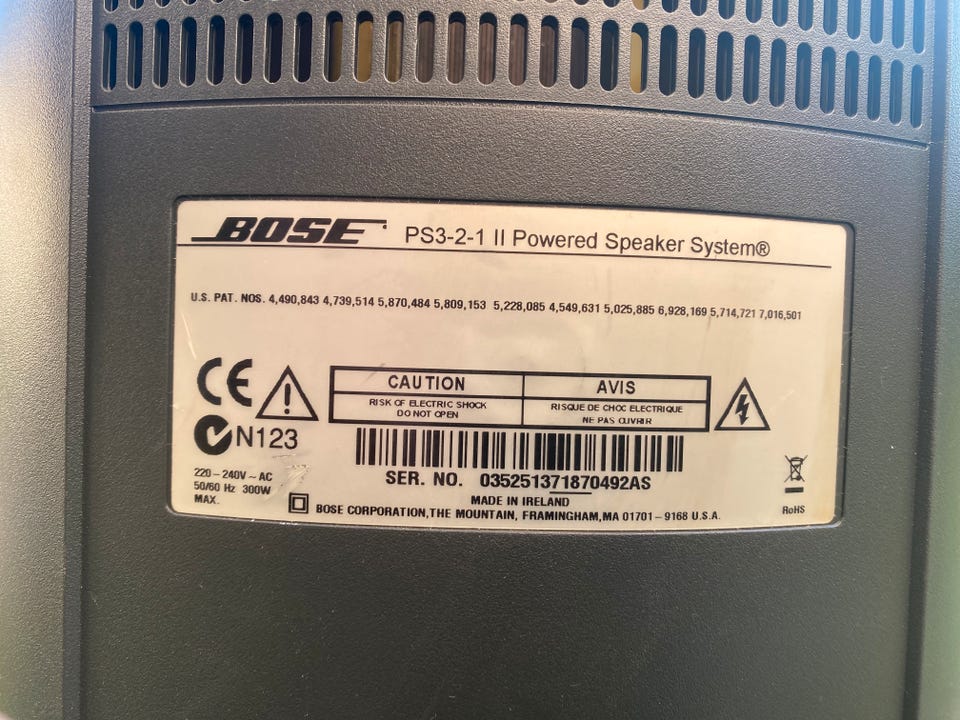 BOSE PS3-2-1 II Powered Speaker System®
U.S. PAT. NOS. 4,490,843 4,739,514 5,870,484 5,809,153 5,228,085 4,549,631 5,025,885 6,928,169 5,714,721 7,016,501
CE
CAUTION
RISK OF ELECTRIC SHOCK
DO NOT OPEN
AVIS
RISQUE DE CHOC ELECTRIQUE
NE PAS OUVRIR
N123
220-240V~AC
50/60 Hz 300W
MAX.
SER. NO. 035251371870492AS
MADE IN IRELAND
BOSE CORPORATION, THE MOUNTAIN, FRAMINGHAM, MA 01701-9168 U.S.A.
RoHS